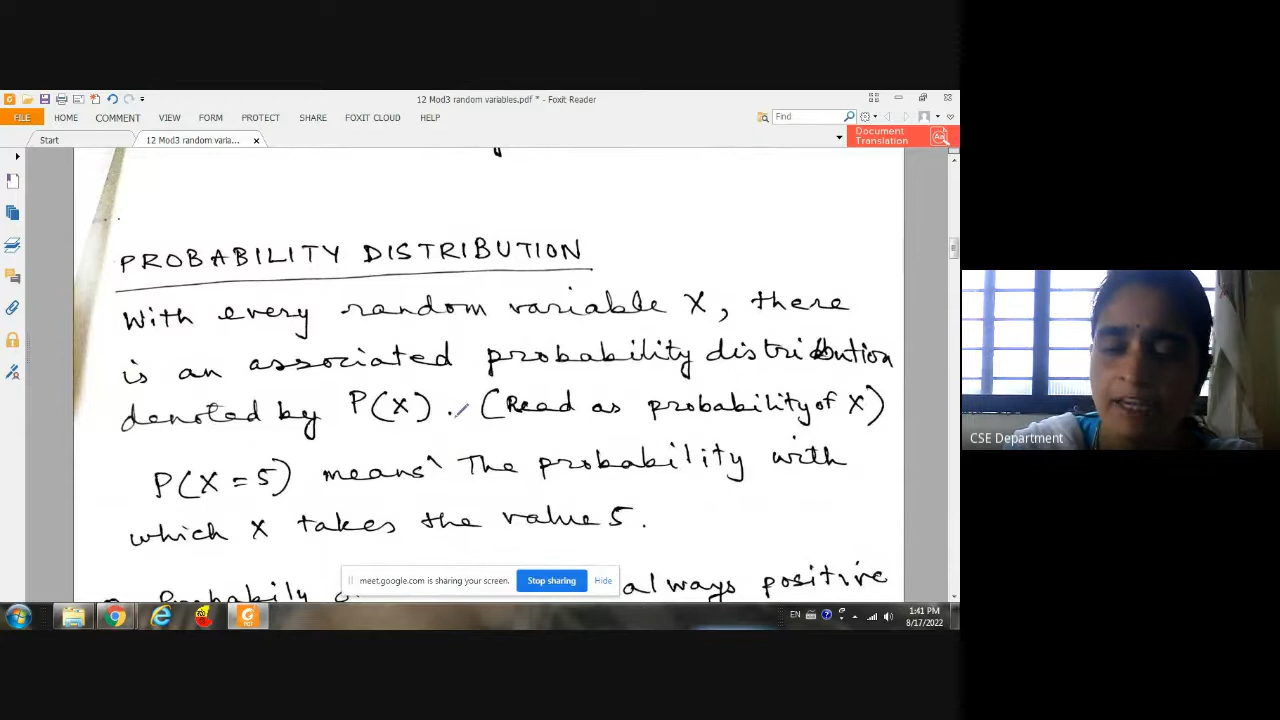 12 Mod3 random variables.pdf * - Foxit Reader
FILE HOME COMMENT VIEW FORM PROTECT SHARE FOXIT CLOUD HELP
Find
Start
12 Mod3 random varia...
Document
Translation
PROBABILITY DISTRIBUTION
With every random variable X, there
is an associated probability distribution
denoted by P(X). (Read as probability of X)
P(X = 5) means The probability with
which X takes the value 5.
Probabily
always positive
meet.google.com is sharing your screen. Stop sharing Hide
CSE Department
EN
1:41 PM
8/17/2022